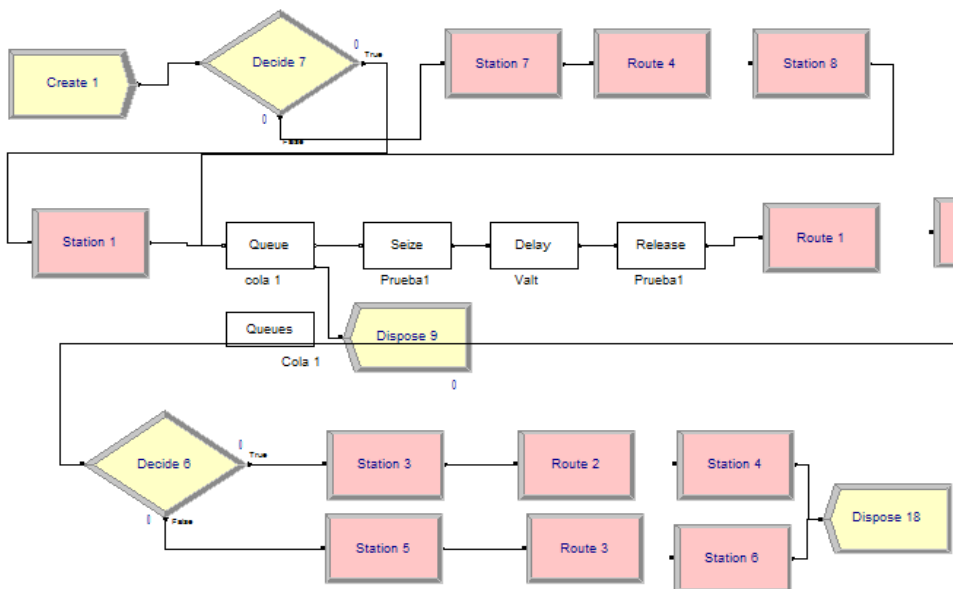 Create 1
Decide 7
0
True
0
False
Station 7
Route 4
Station 8
Station 1
Queue
cola 1
Seize
Prueba1
Delay
Valt
Release
Prueba1
Route 1
Queues
Cola 1
Dispose 9
0
Decide 6
0
True
0
False
Station 3
Route 2
Station 4
Station 5
Route 3
Station 6
Dispose 18